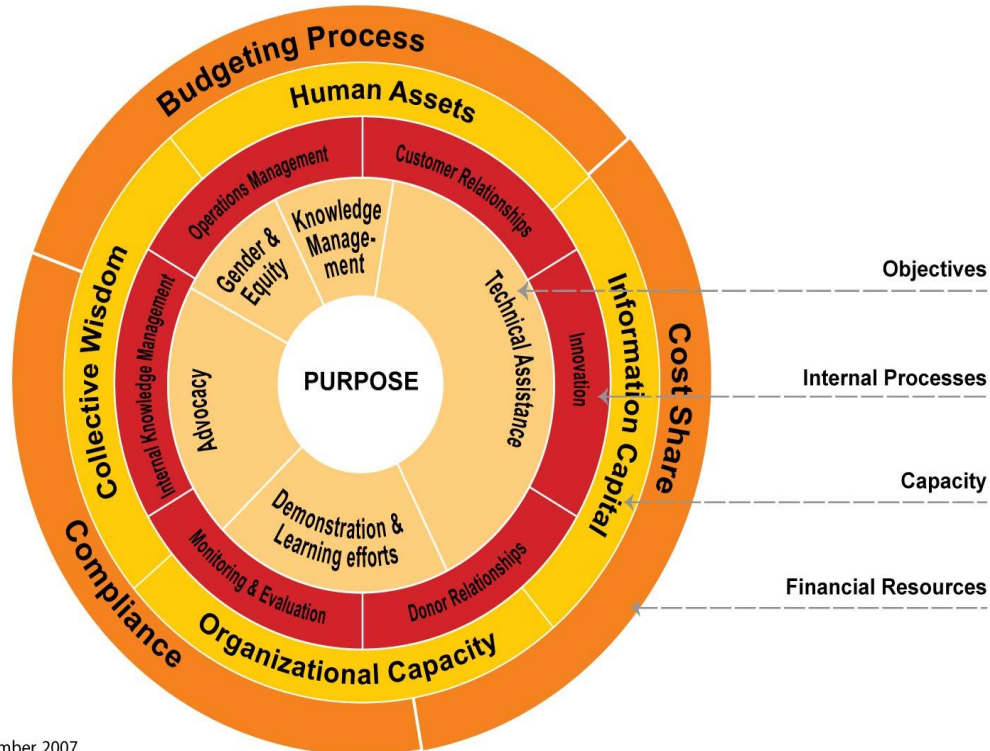 Budgeting Process
Human Assets
Operations Management
Customer Relationships
Gender &
Equity
Knowledge
Manage-
ment
Technical Assistance
Objectives
Information Capital
Cost Share
Innovation
Internal Processes
PURPOSE
Collective Wisdom
Internal Knowledge Management
Advocacy
Capacity
Demonstration &
Learning efforts
Monitoring & Evaluation
Donor Relationships
Financial Resources
Compliance
Organizational Capacity
2007